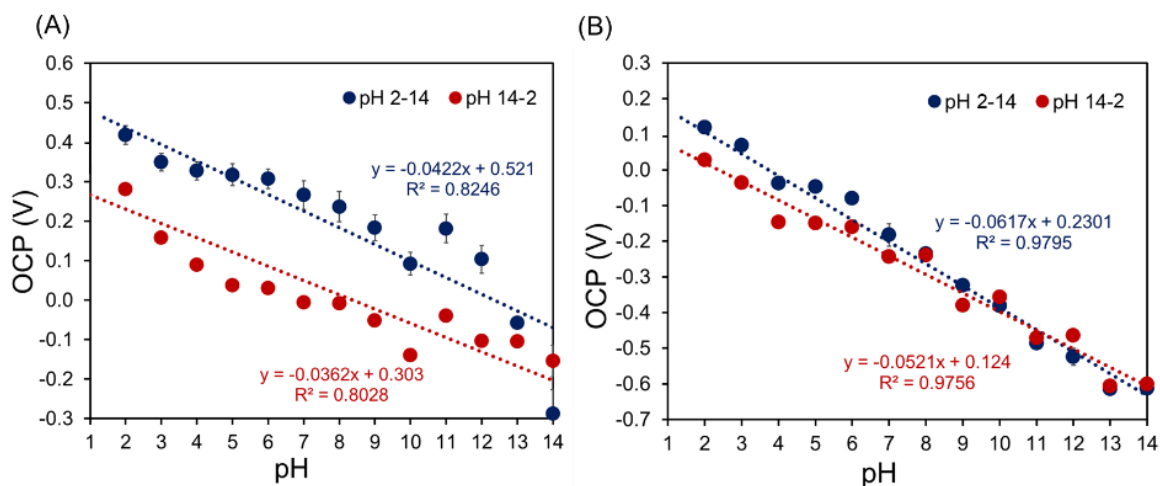 (A)
OCP (V)
0.6
0.5
0.4
0.3
0.2
0.1
0.0
-0.1
-0.2
-0.3
pH 2-14 pH 14-2
y = -0.0422x + 0.521
R² = 0.8246
y = -0.0362x + 0.303
R² = 0.8028
1 2 3 4 5 6 7 8 9 10 11 12 13 14
pH
(B)
OCP (V)
0.3
0.2
0.1
0.0
-0.1
-0.2
-0.3
-0.4
-0.5
-0.6
-0.7
pH 2-14 pH 14-2
y = -0.0617x + 0.2301
R² = 0.9795
y = -0.0521x + 0.124
R² = 0.9756
1 2 3 4 5 6 7 8 9 10 11 12 13 14
pH